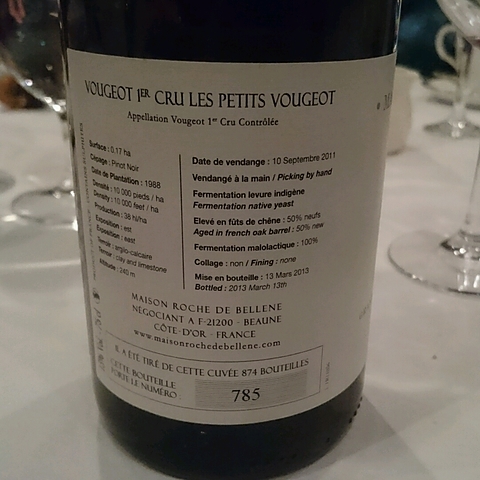 VOUGEOT 1ER CRU LES PETITS VOUGEOT
Appellation Vougeot 1er Cru Contrôlée
Surface : 0.17 ha
Cépage : Pinot Noir
Date de Plantation : 1988
Densité : 10 000 pieds / ha
Density : 10 000 feet / ha
Production : 38 hl/ha
Exposition : est
Exposure : east
Terroir : argilo-calcaire
Terroir : clay and limestone
Altitude : 240 m
Date de vendange : 10 Septembre 2011
Vendangé à la main / Picking by hand
Fermentation levure indigène
Fermentation native yeast
Elevé en fûts de chêne : 50% neufs
Aged in french oak barrel : 50% new
Fermentation malolactique : 100%
Collage : non / Fining : none
Mise en bouteille : 13 Mars 2013
Bottled : 2013 March 13th
MAISON ROCHE DE BELLENE
NÉGOCIANT A F-21200 - BEAUNE
CÔTE-D'OR - FRANCE
www.maisonrochedebellene.com
IL A ÉTÉ TIRÉ DE CETTE CUVÉE 874 BOUTEILLES
CETTE BOUTEILLE
PORTE LE NUMÉRO
785